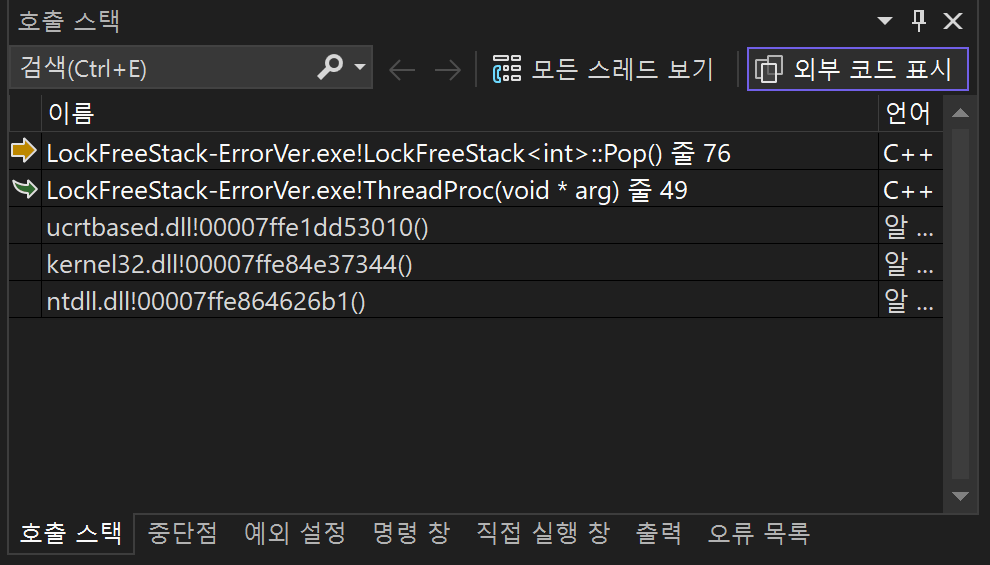 호출 스택
검색(Ctrl+E) 모든 스레드 보기 외부 코드 표시
이름 언어
LockFreeStack-ErrorVer.exe!LockFreeStack<int>::Pop() 줄 76 C++
LockFreeStack-ErrorVer.exe!ThreadProc(void * arg) 줄 49 C++
ucrtbased.dll!00007ffe1dd53010() 알 ...
kernel32.dll!00007ffe84e37344() 알 ...
ntdll.dll!00007ffe864626b1() 알 ...
호출 스택 중단점 예외 설정 명령 창 직접 실행 창 출력 오류 목록